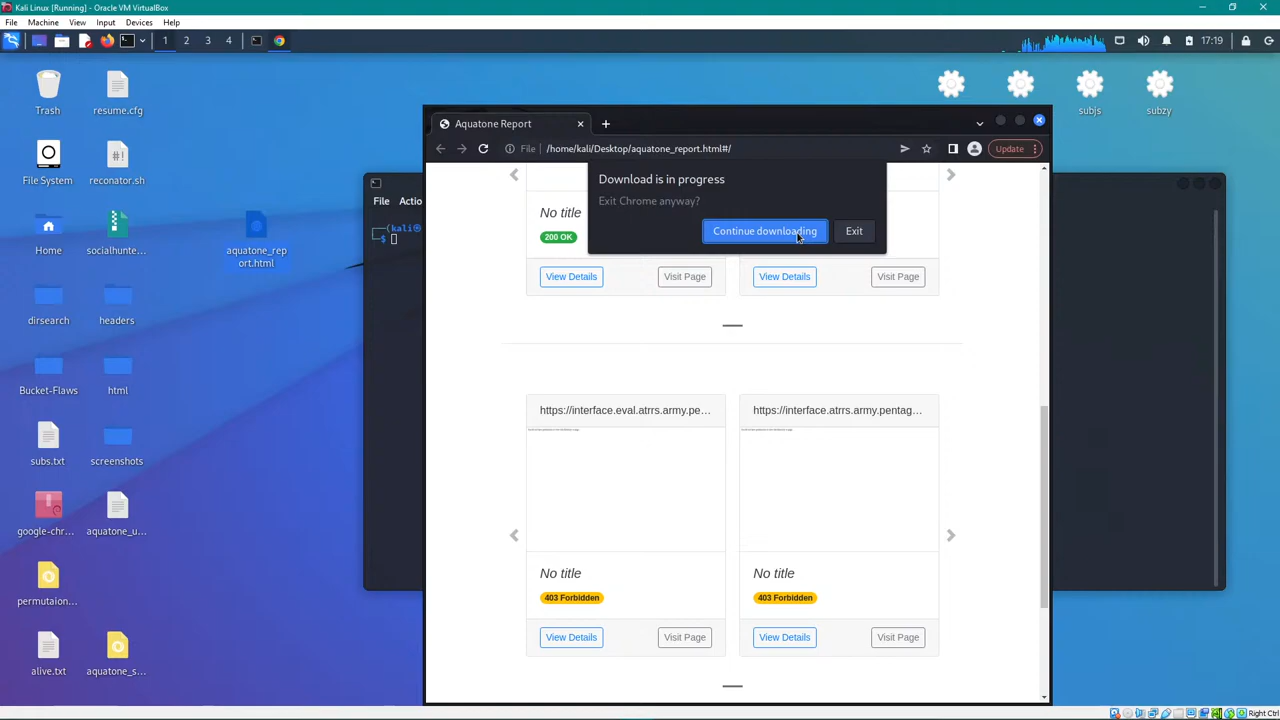 Kali Linux [Running] - Oracle VM VirtualBox
File Machine View Input Devices Help
1 2 3 4
17:19
Trash
resume.cfg
File System
reconator.sh
Home
socialhunte...
aquatone_rep
ort.html
dirsearch
headers
Bucket-Flaws
html
subs.txt
screenshots
google-chr...
aquatone_u...
permutaion...
alive.txt
aquatone_s...
subjs
subzy
File Actio
(kali
$
Aquatone Report
File /home/kali/Desktop/aquatone_report.html#/
Update
Download is in progress
Exit Chrome anyway?
Continue downloading
Exit
No title
200 OK
View Details
Visit Page
View Details
Visit Page
https://interface.eval.atrrs.army.pe...
https://interface.atrrs.army.pentag...
No title
No title
403 Forbidden
403 Forbidden
View Details
Visit Page
View Details
Visit Page
Right Ctrl